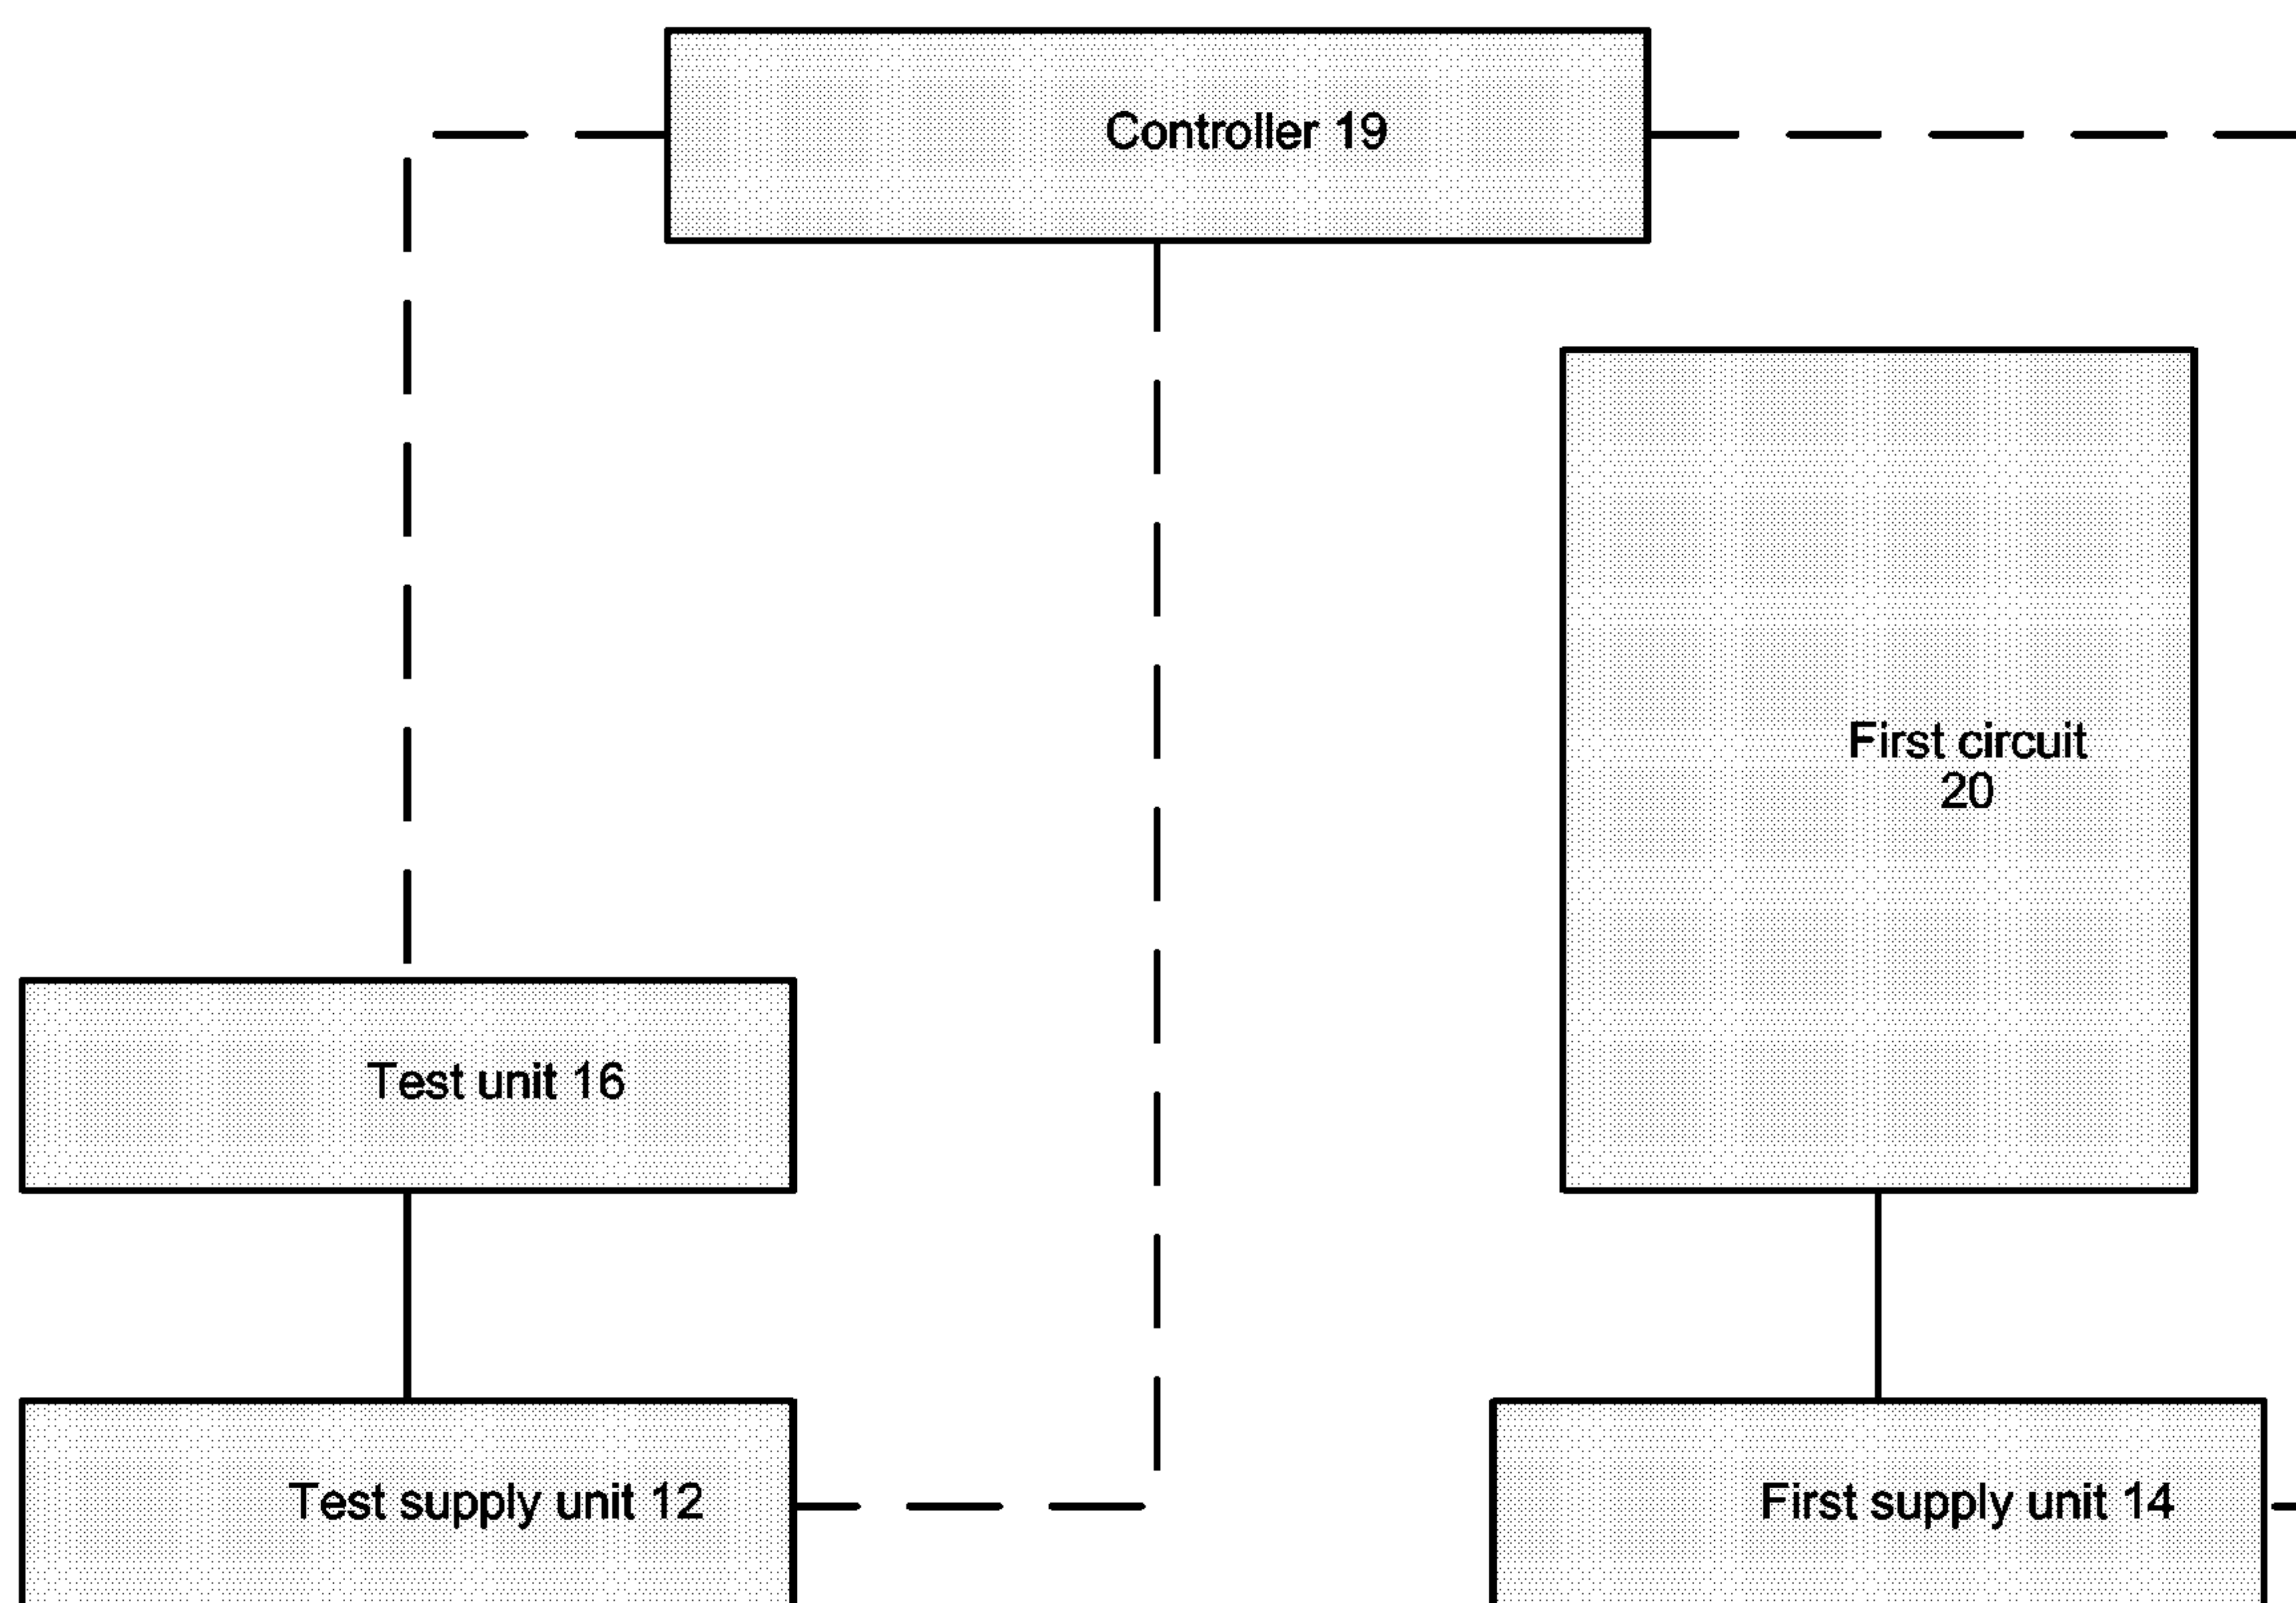 Controller 19
First circuit
20
Test unit 16
Test supply unit 12
First supply unit 14